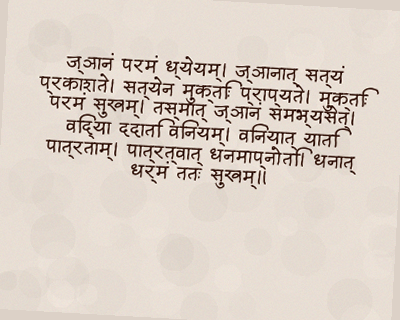 ज्ञानं परमं ध्येयम्। ज्ञानात् सत्यं
प्रकाशते। सत्येन मुक्ति प्राप्यते। मुक्ति
परमं सुखम्। तस्मात् ज्ञानं समभ्यसेत्।
विद्या ददाति विनयम्। विनयात् याति
पात्रताम्। पात्रत्वात् धनमाप्नोति। धनात्
धर्मं ततः सुखम्॥